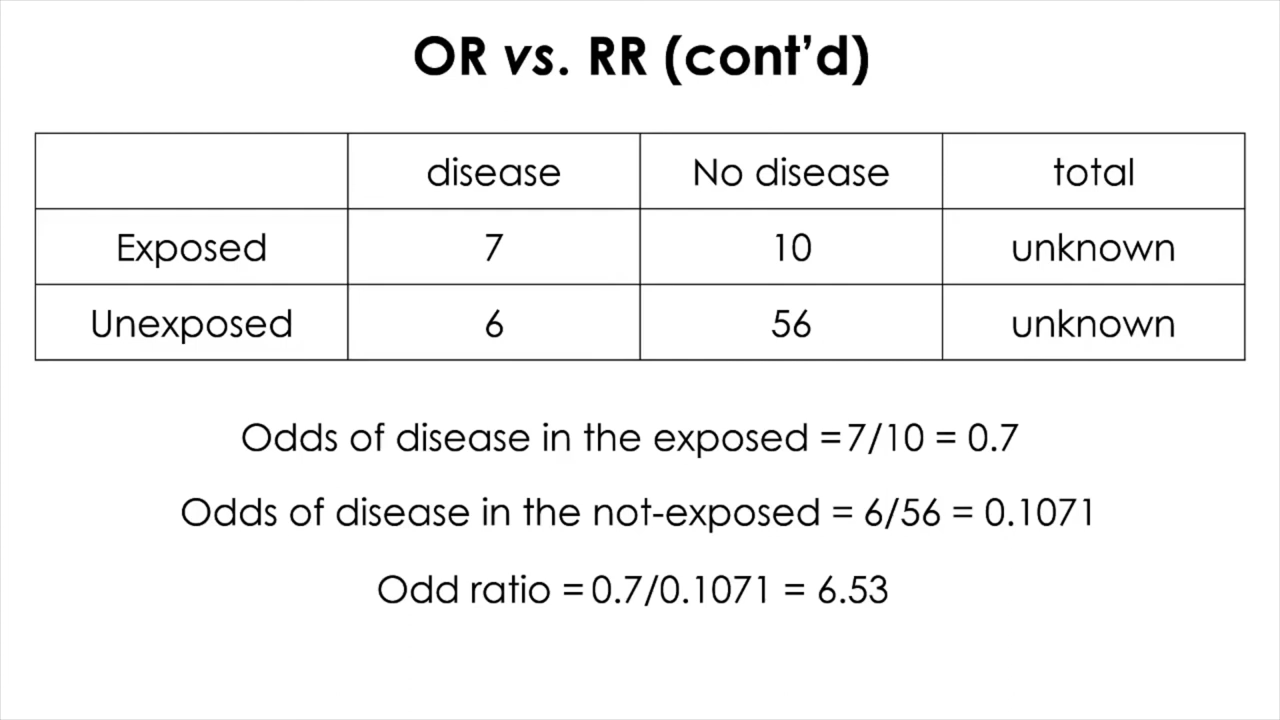 OR vs. RR (cont’d)
disease No disease total
Exposed 7 10 unknown
Unexposed 6 56 unknown
Odds of disease in the exposed = 7/10 = 0.7
Odds of disease in the not-exposed = 6/56 = 0.1071
Odd ratio = 0.7/0.1071 = 6.53